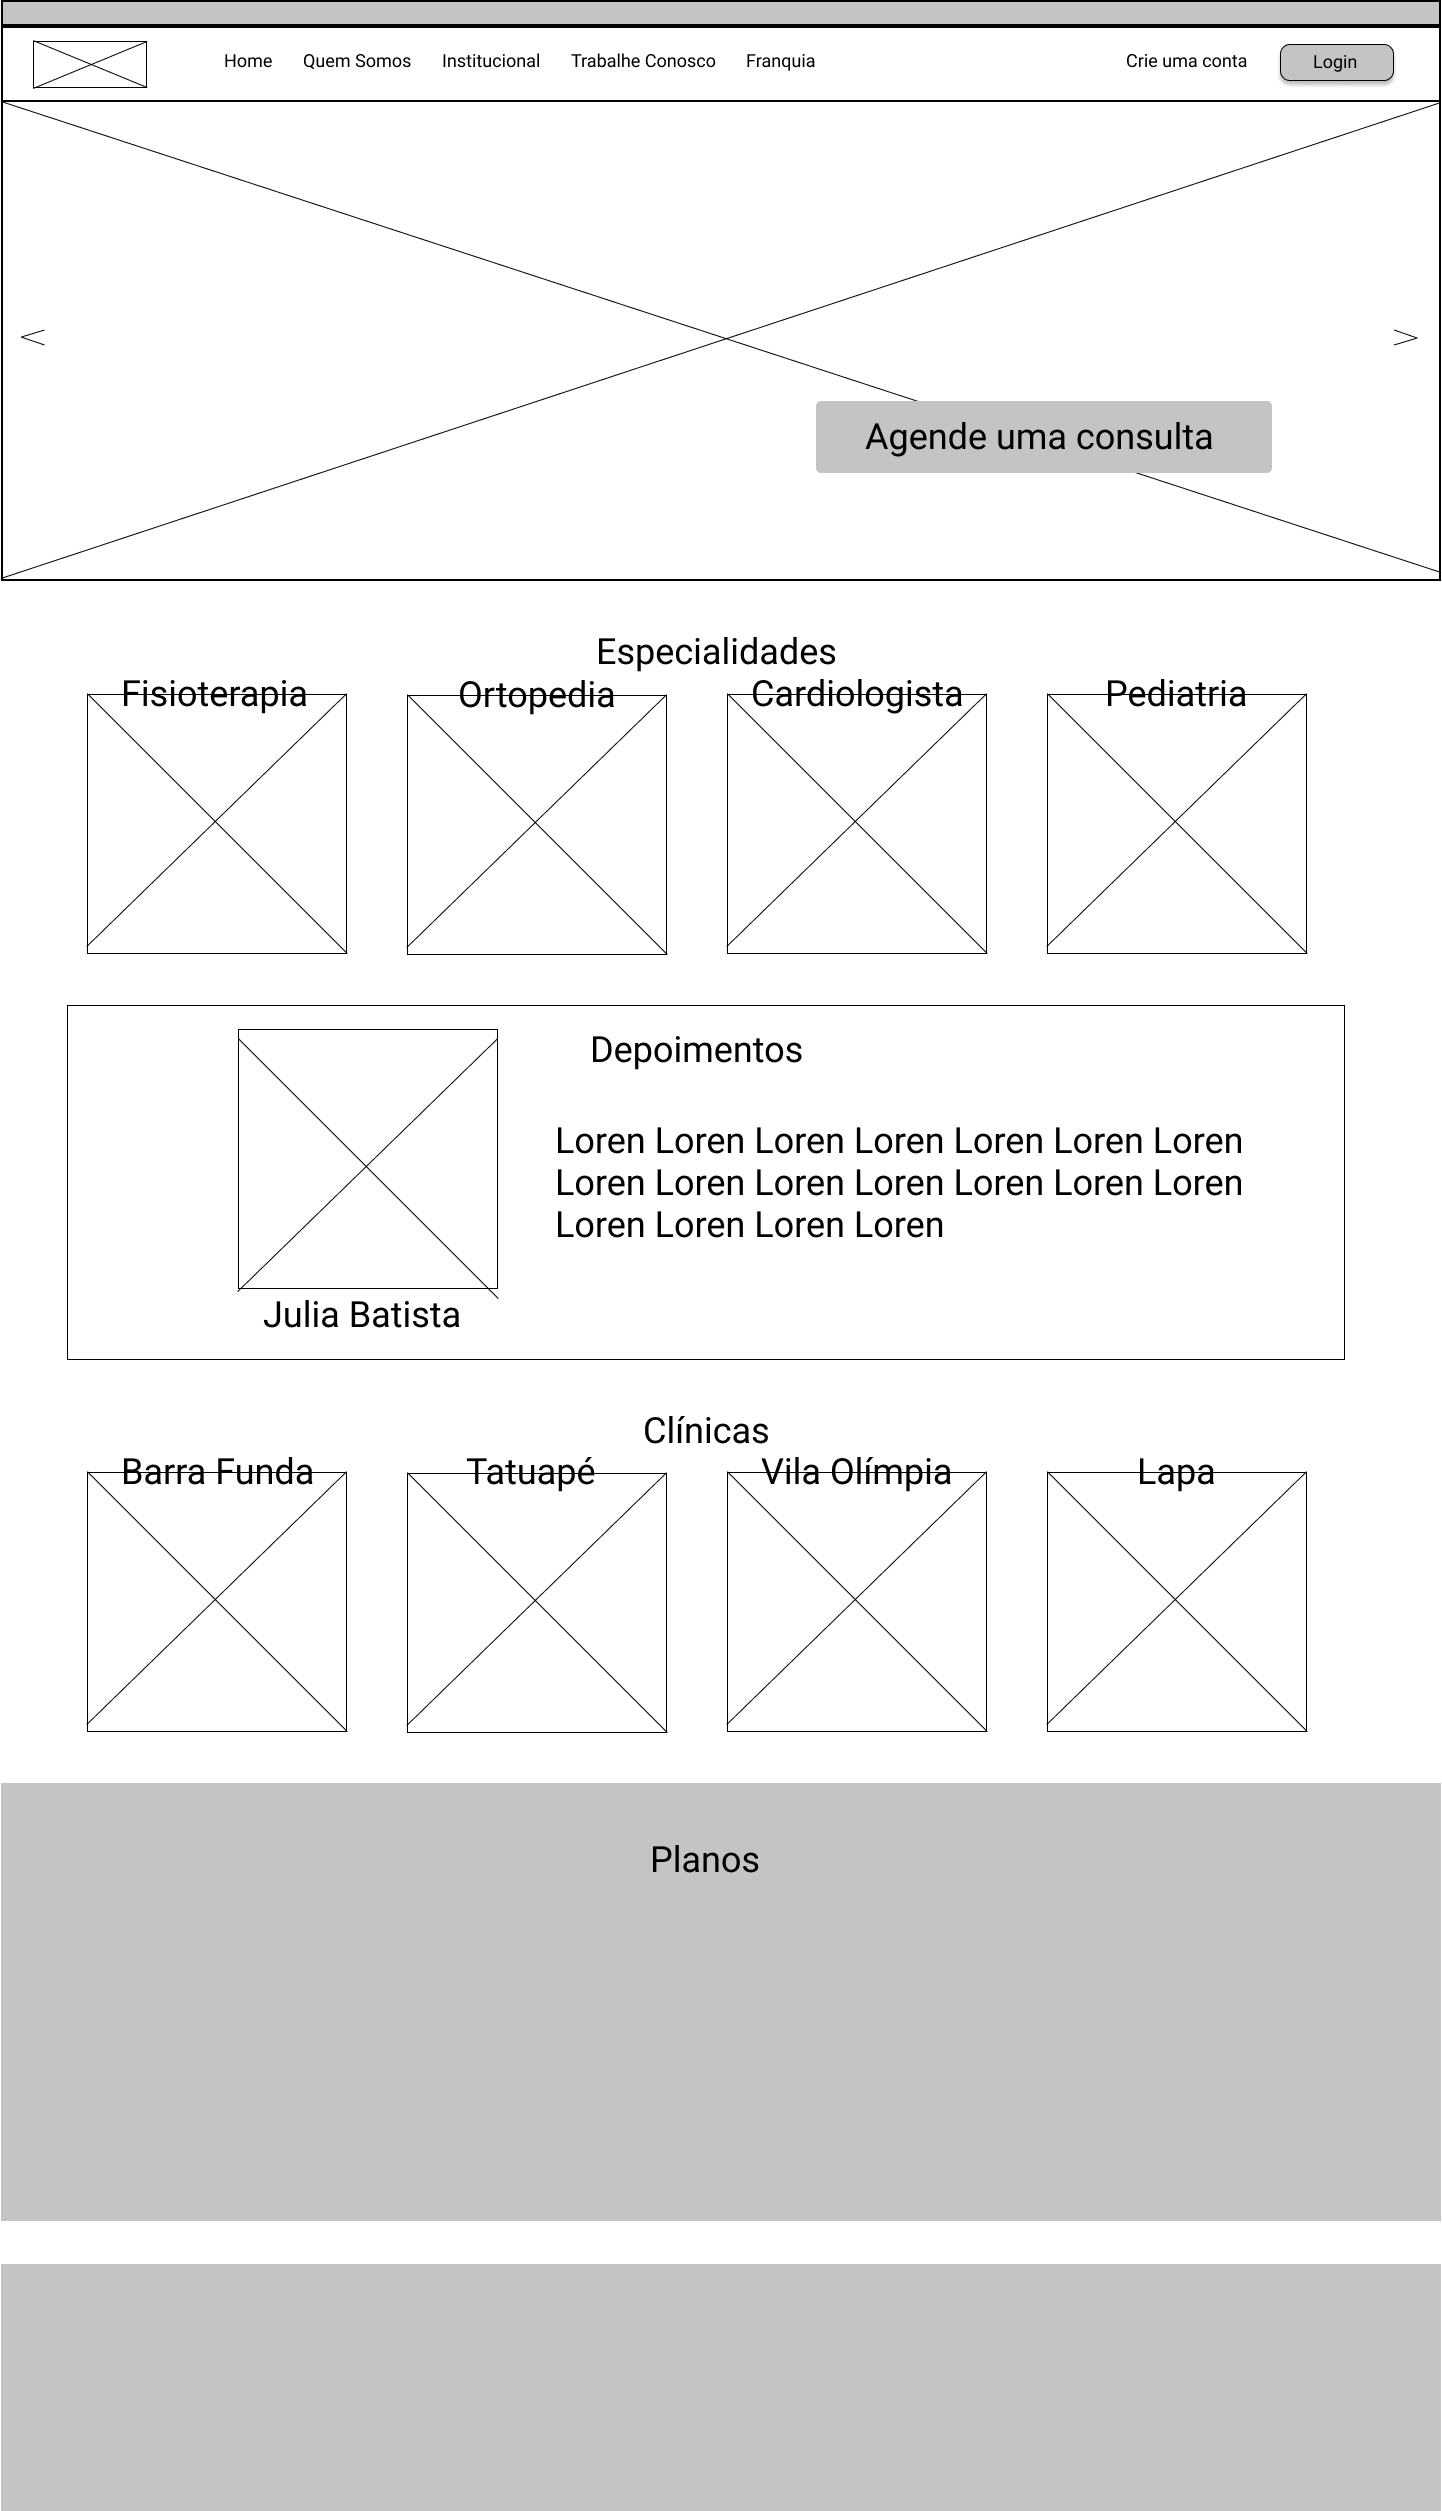 Home Quem Somos Institucional Trabalhe Conosco Franquia Crie uma conta Login
< >
Agende uma consulta
Especialidades
Fisioterapia Ortopedia Cardiologista Pediatria
Depoimentos
Loren Loren Loren Loren Loren Loren Loren
Loren Loren Loren Loren Loren Loren Loren
Loren Loren Loren Loren
Julia Batista
Clínicas
Barra Funda Tatuapé Vila Olímpia Lapa
Planos